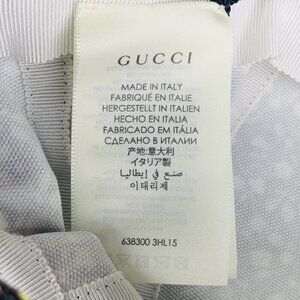 GUCCI
MADE IN ITALY
FABRIQUÉ EN ITALIE
HERGESTELLT IN ITALIEN
HECHO EN ITALIA
FABRICADO EM ITÁLIA
СДЕЛАНО В ИТАЛИИ
产地:意大利
イタリア製
صنع في إيطاليا
이태리제
638300 3HL15